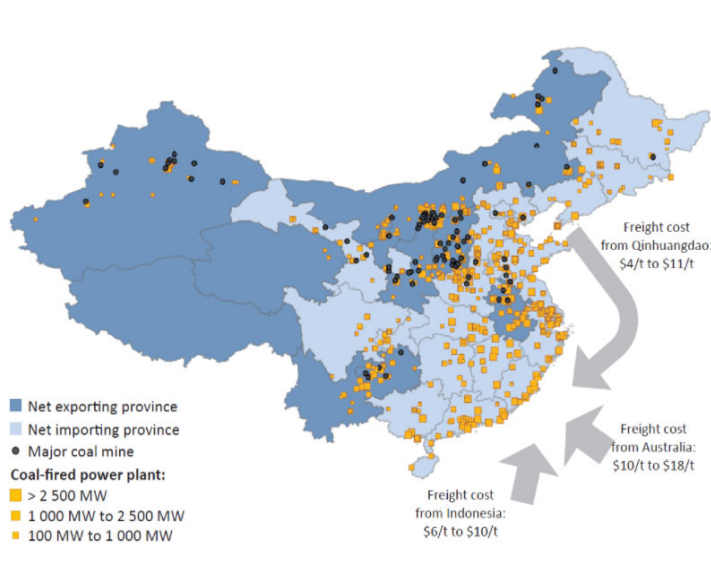 Freight cost
from Qinhuangdao:
$4/t to $11/t
Net exporting province
Net importing province
Major coal mine
Coal-fired power plant:
> 2 500 MW
1 000 MW to 2 500 MW
100 MW to 1 000 MW
Freight cost
from Australia:
$10/t to $18/t
Freight cost
from Indonesia:
$6/t to $10/t